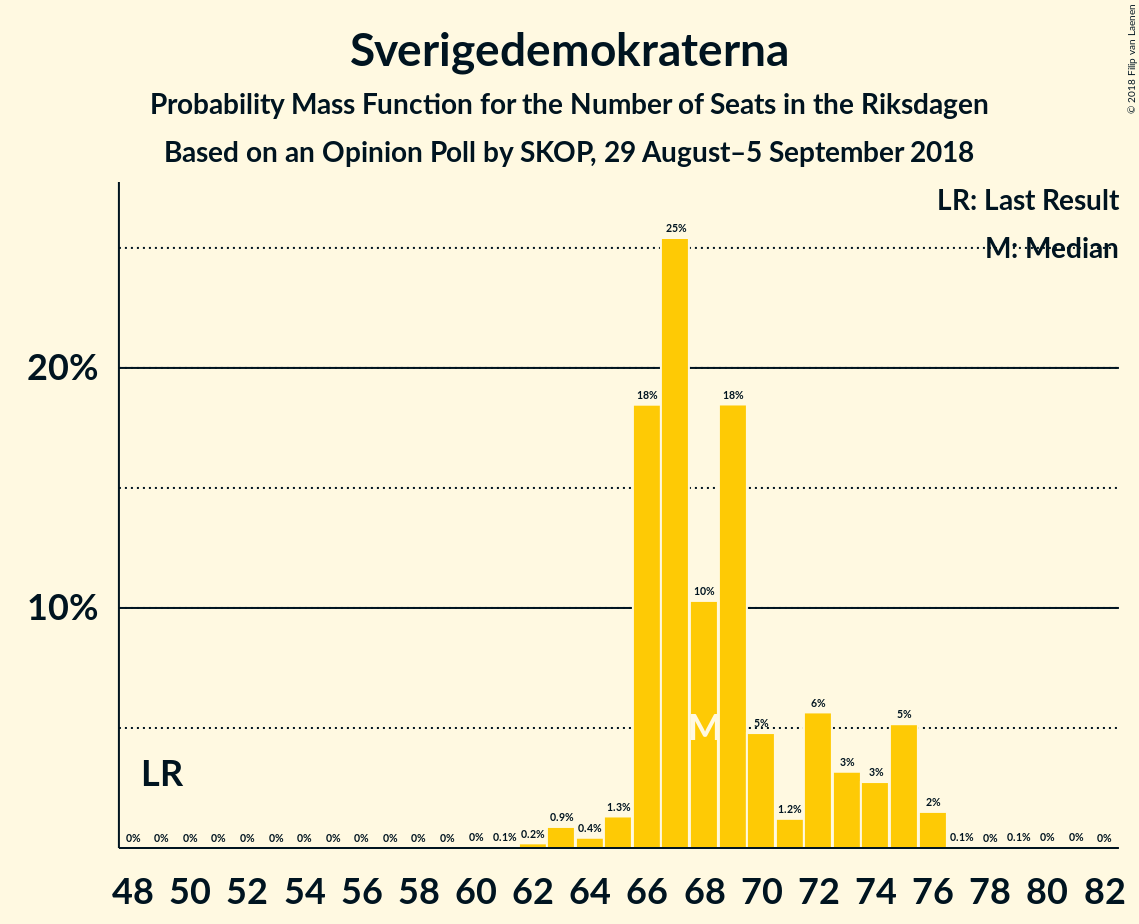 Sverigedemokraterna
Probability Mass Function for the Number of Seats in the Riksdagen
Based on an Opinion Poll by SKOP, 29 August–5 September 2018
© 2018 Filip van Laenen
LR: Last Result
M: Median
20%
10%
LR
M
0% 0% 0% 0% 0% 0% 0% 0% 0% 0% 0% 0% 0% 0.1% 0.2% 0.9% 0.4% 1.3% 18% 25% 10% 18% 5% 1.2% 6% 3% 3% 5% 2% 0.1% 0% 0.1% 0% 0% 0%
48 50 52 54 56 58 60 62 64 66 68 70 72 74 76 78 80 82